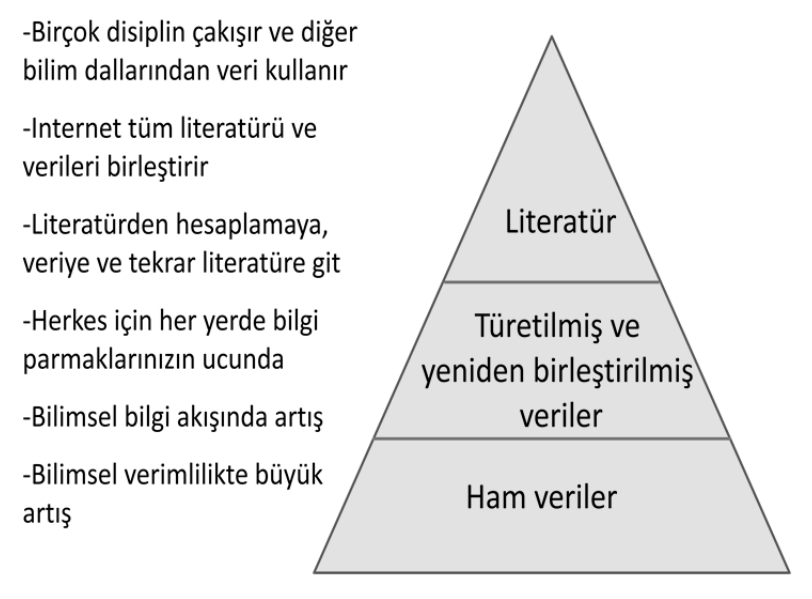 -Birçok disiplin çakışır ve diğer
bilim dallarından veri kullanır
-Internet tüm literatürü ve
verileri birleştirir
-Literatürden hesaplamaya,
veriye ve tekrar literatüre git
-Herkes için her yerde bilgi
parmaklarınızın ucunda
-Bilimsel bilgi akışında artış
-Bilimsel verimlilikte büyük
artış
Literatür
Türetilmiş ve
yeniden birleştirilmiş
veriler
Ham veriler